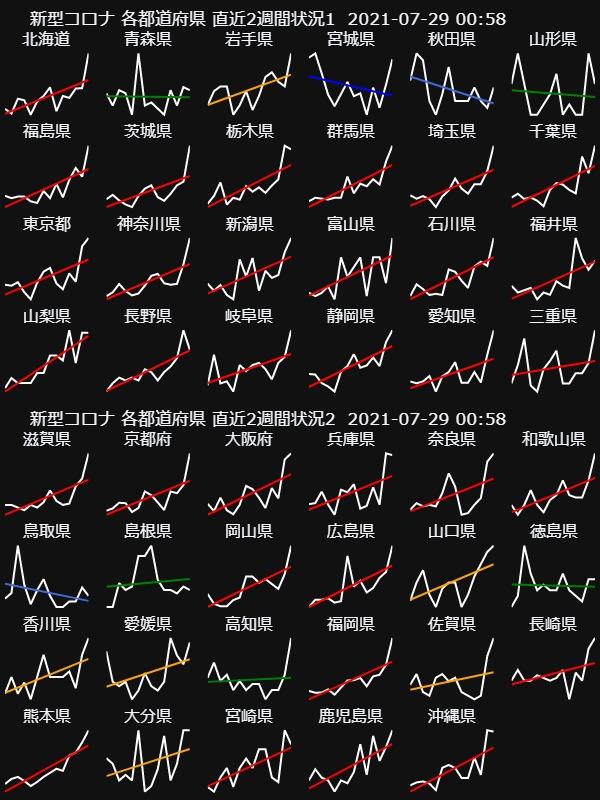 新型コロナ 各都道府県 直近2週間状況1 2021-07-29 00:58
北海道 青森県 岩手県 宮城県 秋田県 山形県
福島県 茨城県 栃木県 群馬県 埼玉県 千葉県
東京都 神奈川県 新潟県 富山県 石川県 福井県
山梨県 長野県 岐阜県 静岡県 愛知県 三重県
新型コロナ 各都道府県 直近2週間状況2 2021-07-29 00:58
滋賀県 京都府 大阪府 兵庫県 奈良県 和歌山県
鳥取県 島根県 岡山県 広島県 山口県 徳島県
香川県 愛媛県 高知県 福岡県 佐賀県 長崎県
熊本県 大分県 宮崎県 鹿児島県 沖縄県